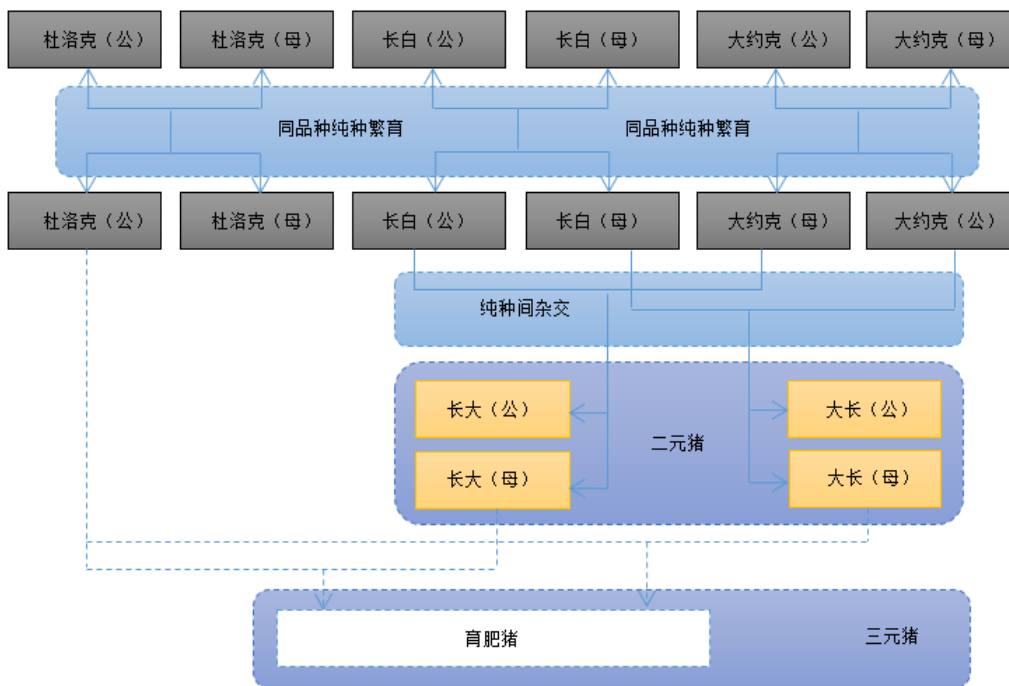 杜洛克（公）
杜洛克（母）
长白（公）
长白（母）
大约克（公）
大约克（母）
同品种纯种繁育
同品种纯种繁育
杜洛克（公）
杜洛克（母）
长白（公）
长白（母）
大约克（母）
大约克（公）
纯种间杂交
长大（公）
大长（公）
二元猪
长大（母）
大长（母）
育肥猪
三元猪